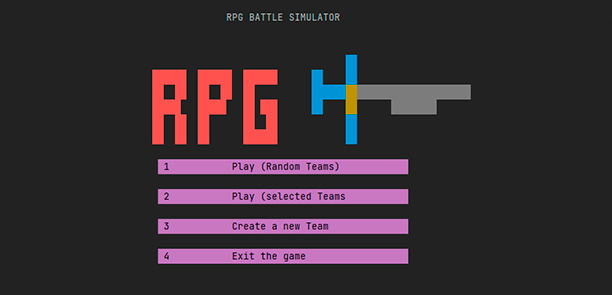 RPG BATTLE SIMULATOR
RPG
1 Play (Random Teams)
2 Play (selected Teams
3 Create a new Team
4 Exit the game